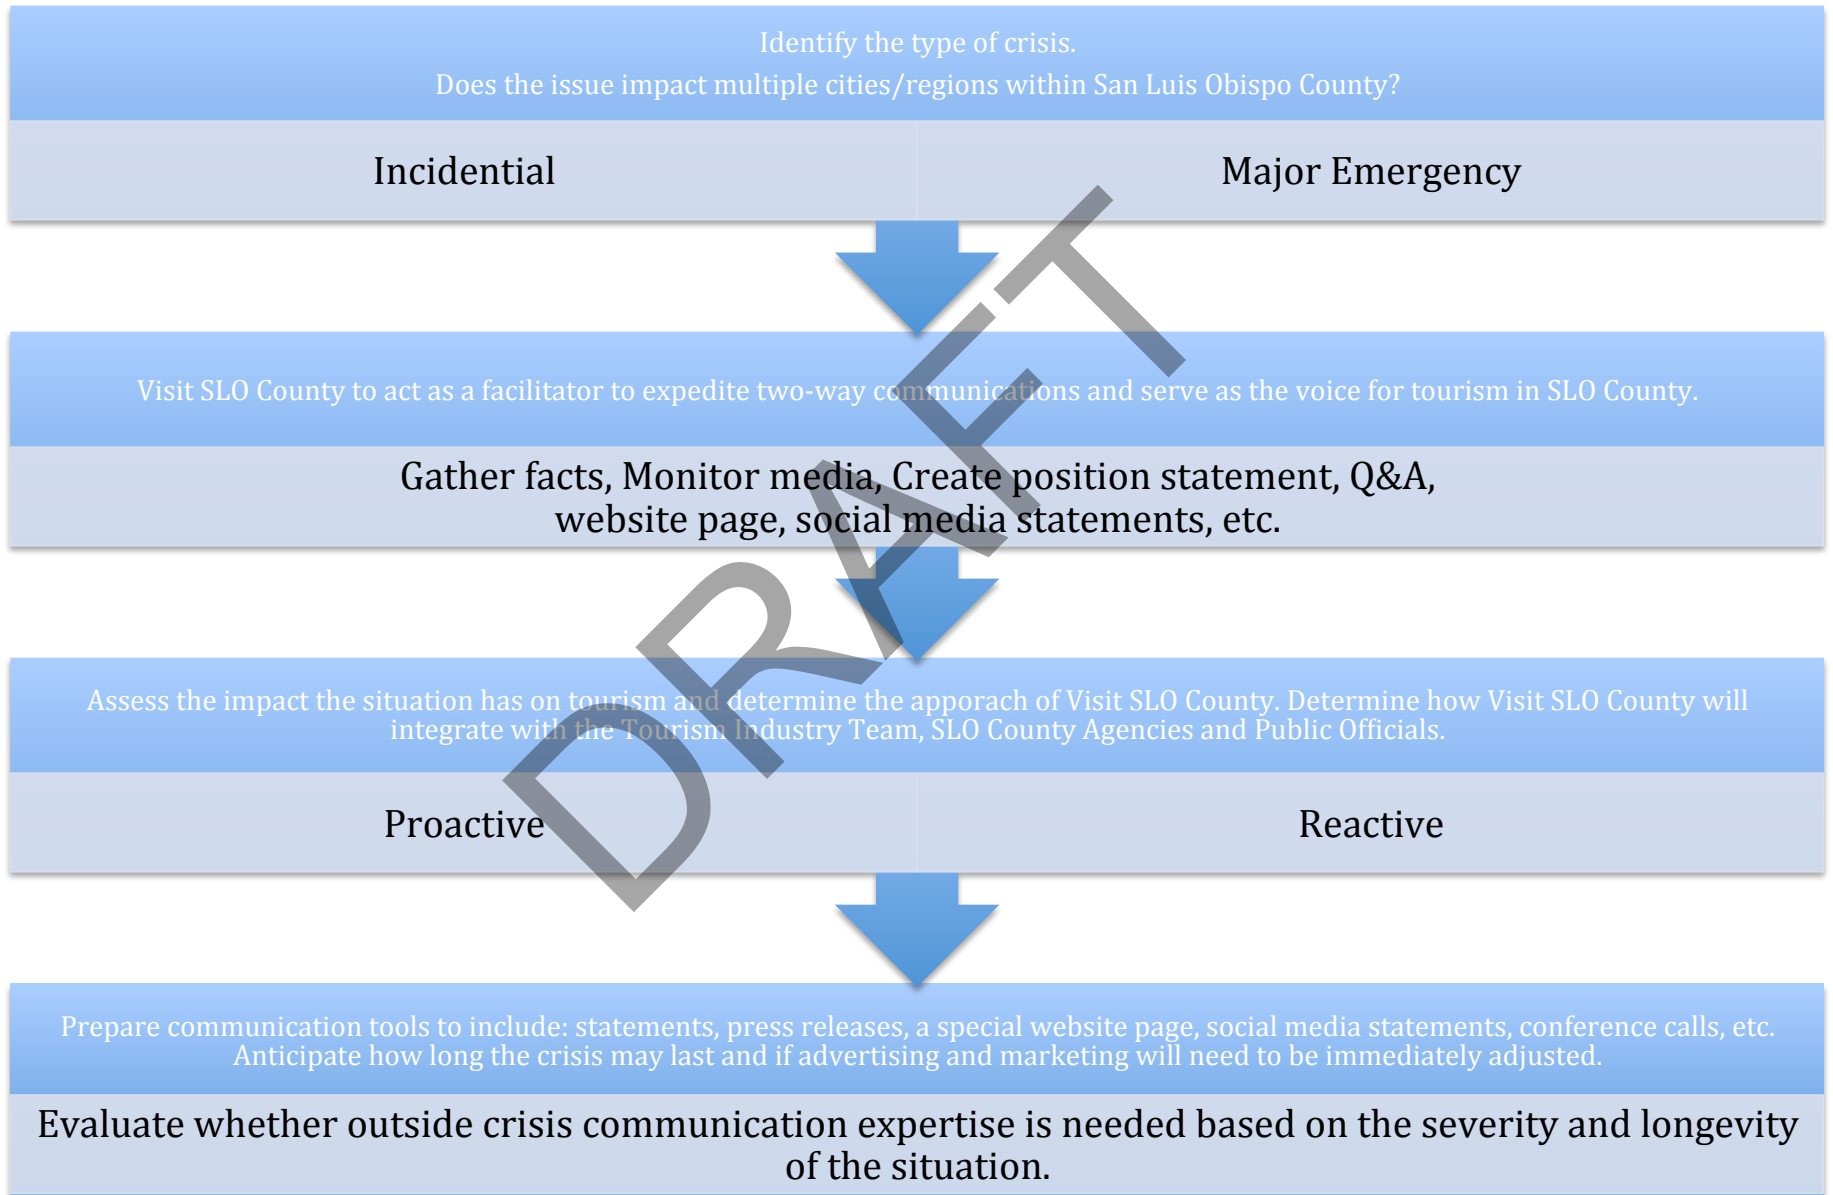 Identify the type of crisis.
Does the issue impact multiple cities/regions within San Luis Obispo County?
Incidential
Major Emergency
Visit SLO County to act as a facilitator to expedite two-way communications and serve as the voice for tourism in SLO County.
Gather facts, Monitor media, Create position statement, Q&A,
website page, social media statements, etc.
Assess the impact the situation has on tourism and determine the apporach of Visit SLO County. Determine how Visit SLO County will
integrate with the Tourism Industry Team, SLO County Agencies and Public Officials.
Proactive
Reactive
Prepare communication tools to include: statements, press releases, a special website page, social media statements, conference calls, etc.
Anticipate how long the crisis may last and if advertising and marketing will need to be immediately adjusted.
Evaluate whether outside crisis communication expertise is needed based on the severity and longevity
of the situation.
DRAFT